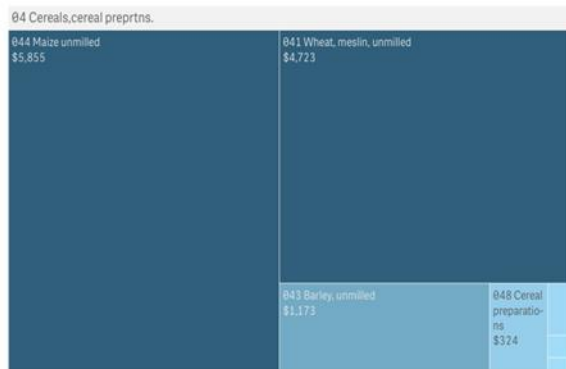 04 Cereals,cereal preprtns.
044 Maize unmilled
$5,855
041 Wheat, meslin, unmilled
$4,723
043 Barley, unmilled
$1,173
048 Cereal
preparatio-
ns
$324